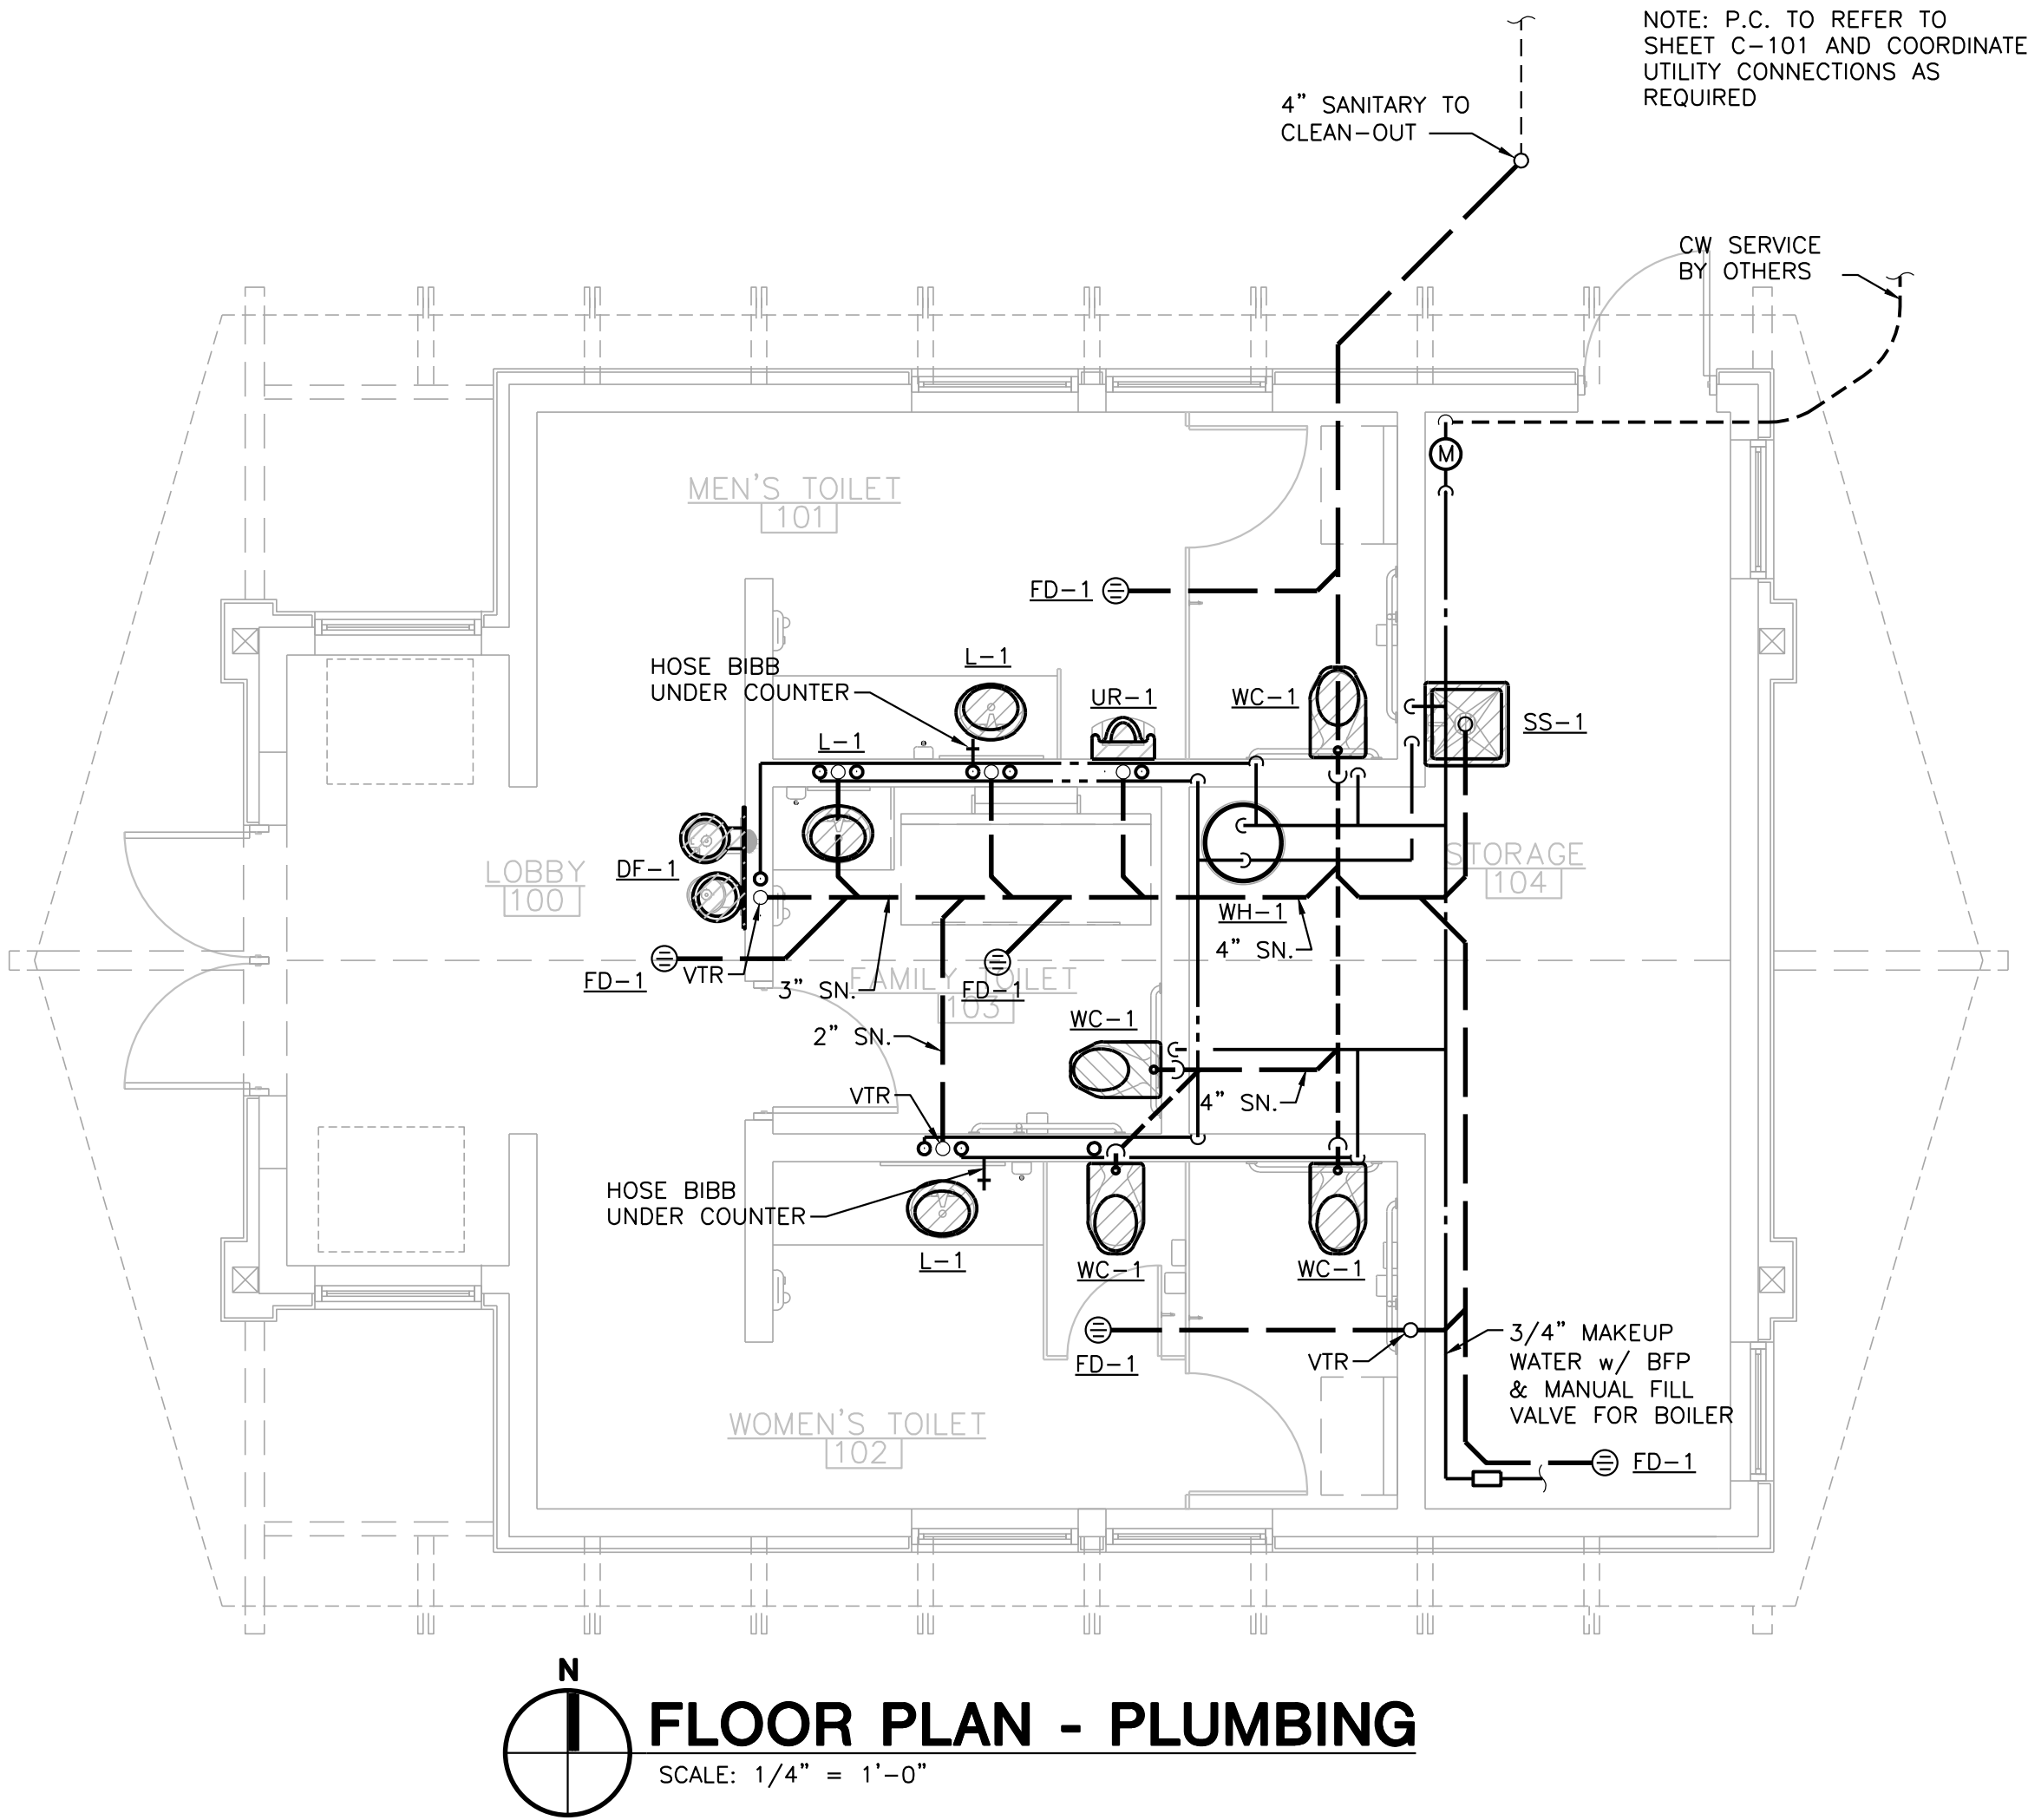 NOTE: P.C. TO REFER TO
SHEET C-101 AND COORDINATE
UTILITY CONNECTIONS AS
REQUIRED
4" SANITARY TO
CLEAN-OUT
CW SERVICE
BY OTHERS
M
MEN'S TOILET
101
FD-1
HOSE BIBB
UNDER COUNTER
L-1
UR-1
WC-1
SS-1
L-1
DF-1
LOBBY
100
STORAGE
104
WH-1
4" SN.
FD-1
VTR
3" SN.
FAMILY TOILET
103
FD-1
2" SN.
WC-1
VTR
4" SN.
HOSE BIBB
UNDER COUNTER
L-1
WC-1
WC-1
FD-1
VTR
3/4" MAKEUP
WATER w/ BFP
& MANUAL FILL
VALVE FOR BOILER
WOMEN'S TOILET
102
FD-1
N
FLOOR PLAN - PLUMBING
SCALE: 1/4" = 1'-0"